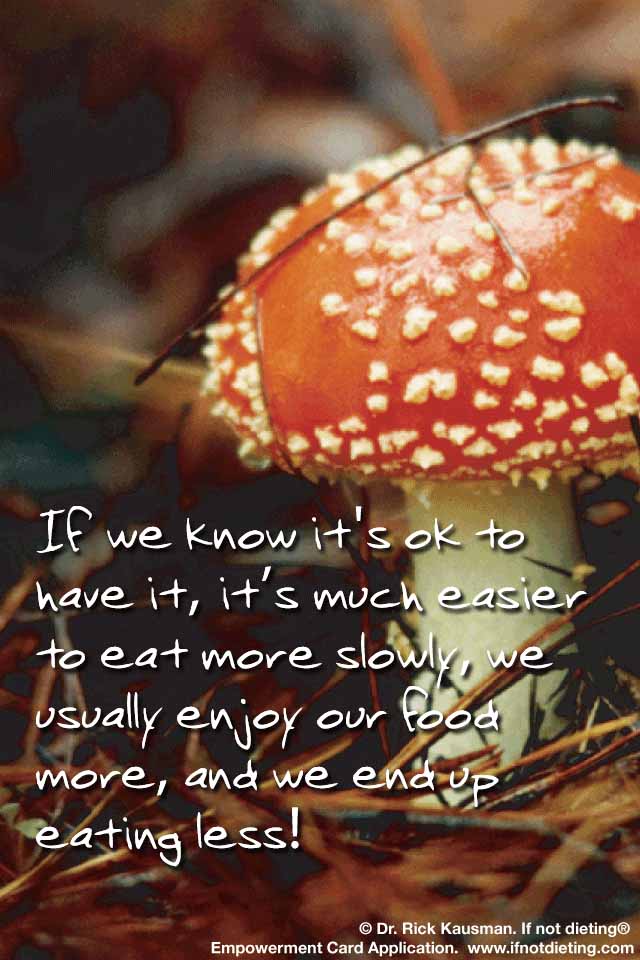 If we know it's ok to
have it, it's much easier
to eat more slowly, we
usually enjoy our food
more, and we end up
eating less!
© Dr. Rick Kausman. If not dieting®
Empowerment Card Application. www.ifnotdieting.com